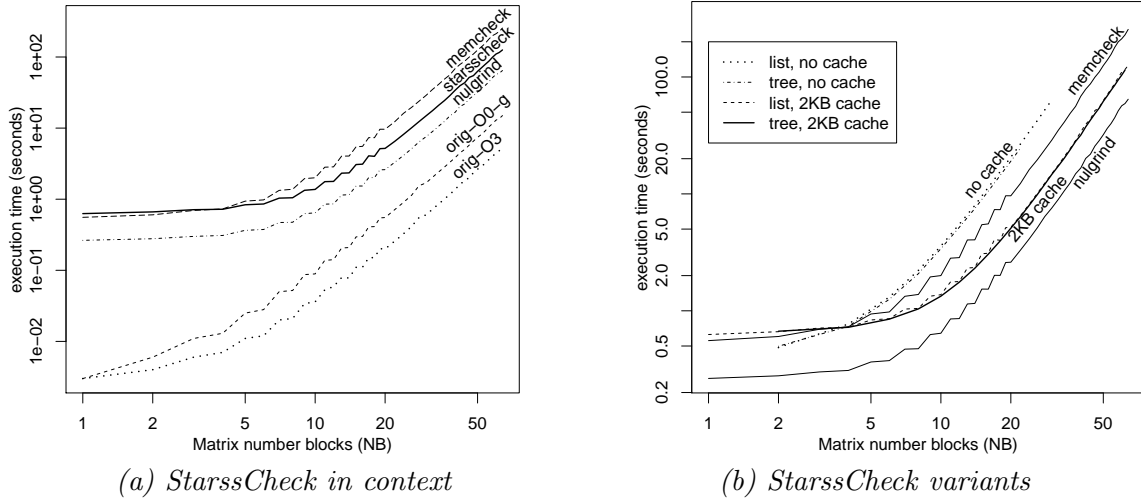 execution time (seconds)
1e+02
1e+01
1e+00
1e−01
1e−02
memcheck
starsscheck
nulgrind
orig−O0−g
orig−O3
1 2 5 10 20 50
Matrix number blocks (NB)
(a) StarssCheck in context
execution time (seconds)
100.0
20.0
5.0
2.0
0.5
0.2
list, no cache
tree, no cache
list, 2KB cache
tree, 2KB cache
memcheck
no cache
2KB cache
nulgrind
1 2 5 10 20 50
Matrix number blocks (NB)
(b) StarssCheck variants